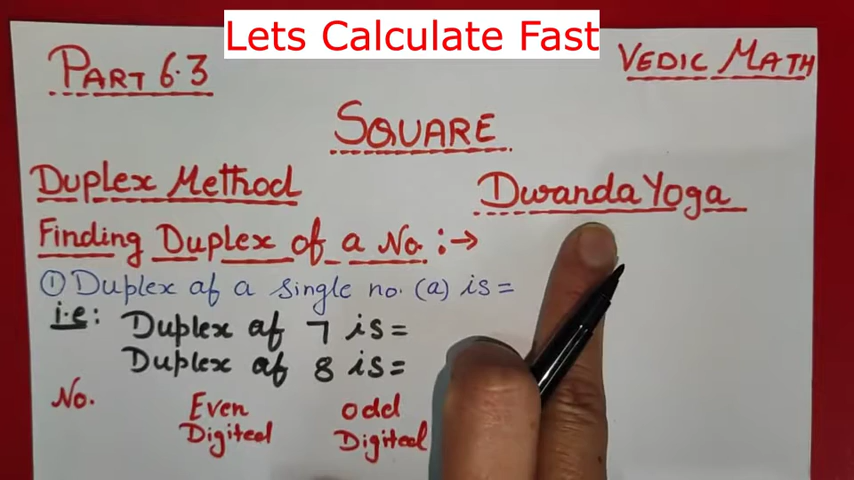 Lets Calculate Fast
PART 6.3
VEDIC MATH
SQUARE
Duplex Method
Dwanda Yoga
Finding Duplex of a No. :→
① Duplex of a single no. (a) is =
i.e : Duplex of 7 is =
Duplex of 8 is =
No.
Even
Digited
odd
Digited